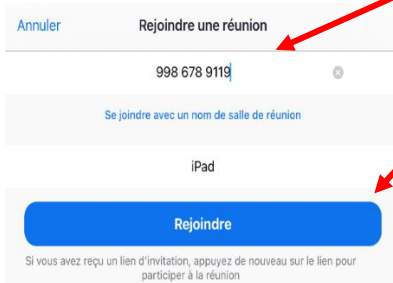 Annuler Rejoindre une réunion
998 678 9119
Se joindre avec un nom de salle de réunion
iPad
Rejoindre
Si vous avez reçu un lien d'invitation, appuyez de nouveau sur le lien pour
participer à la réunion